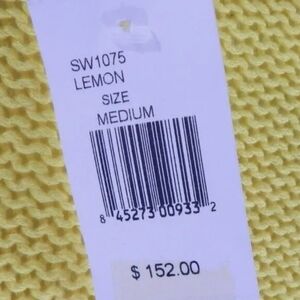 SW1075
LEMON
SIZE
MEDIUM
8 45273 00933 2
$ 152.00